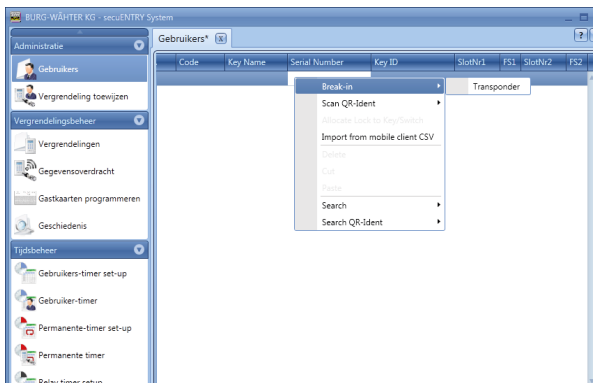 BURG-WÄHTER KG - secuENTRY System
Administratie
Gebruikers
Vergrendeling toewijzen
Vergrendelingsbeheer
Vergrendelingen
Gegevensoverdracht
Gastkaarten programmeren
Geschiedenis
Tijdsbeheer
Gebruikers-timer set-up
Gebruiker-timer
Permanente-timer set-up
Permanente timer
Relay timer setup
Gebruikers*
?
Code Key Name Serial Number Key ID SlotNr1 FS1 SlotNr2 FS2
Break-in
Transponder
Scan QR-Ident
Allocate Lock to Key/Switch
Import from mobile client CSV
Delete
Cut
Paste
Search
Search QR-Ident